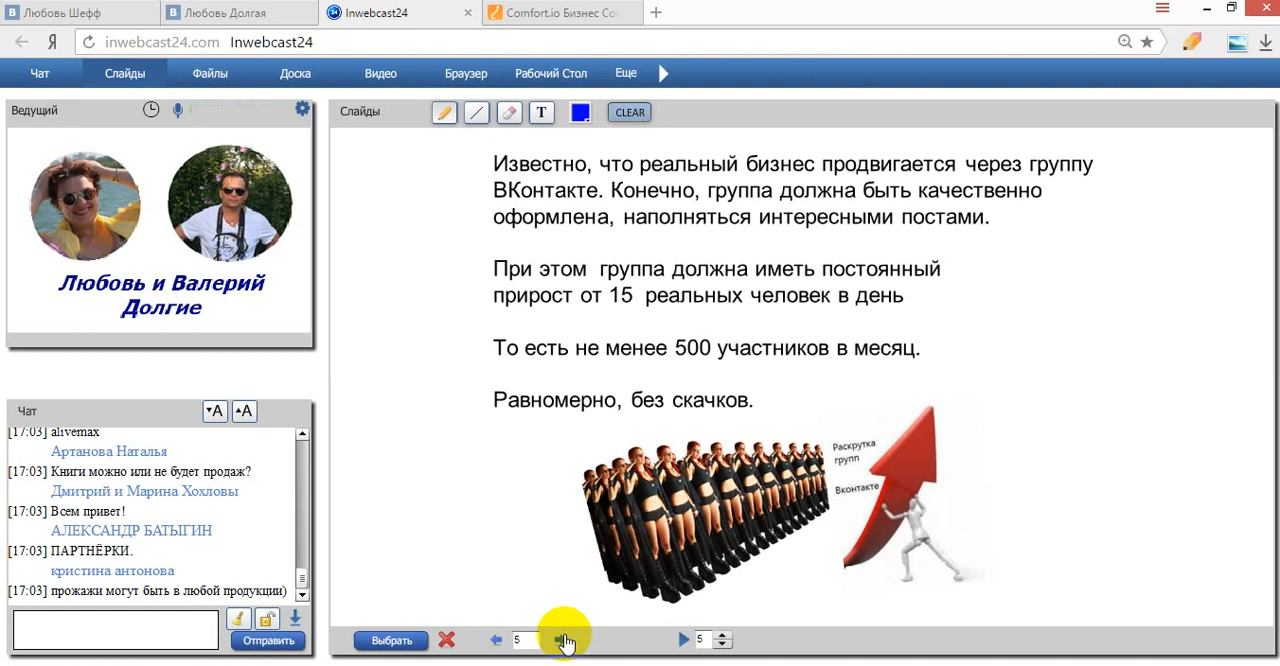 Любовь Шефф
Любовь Долгая
Inwebcast24
Comfort.io Бизнес Со
inwebcast24.com Inwebcast24
Чат Слайды Файлы Доска Видео Браузер Рабочий Стол Еще
Ведущий
Любовь и Валерий
Долгие
Чат
[17:03] alivemax
Артанова Наталья
[17:03] Книги можно или не будет продаж?
Дмитрий и Марина Хохловы
[17:03] Всем привет!
АЛЕКСАНДР БАТЫГИН
[17:03] ПАРТНЁРКИ.
кристина антонова
[17:03] прожажи могут быть в любой продукции)
Отправить
Слайды
T
CLEAR
Известно, что реальный бизнес продвигается через группу
ВКонтакте. Конечно, группа должна быть качественно
оформлена, наполняться интересными постами.
При этом группа должна иметь постоянный
прирост от 15 реальных человек в день
То есть не менее 500 участников в месяц.
Равномерно, без скачков.
Раскрутка
групп
Вконтакте
Выбрать
5
5